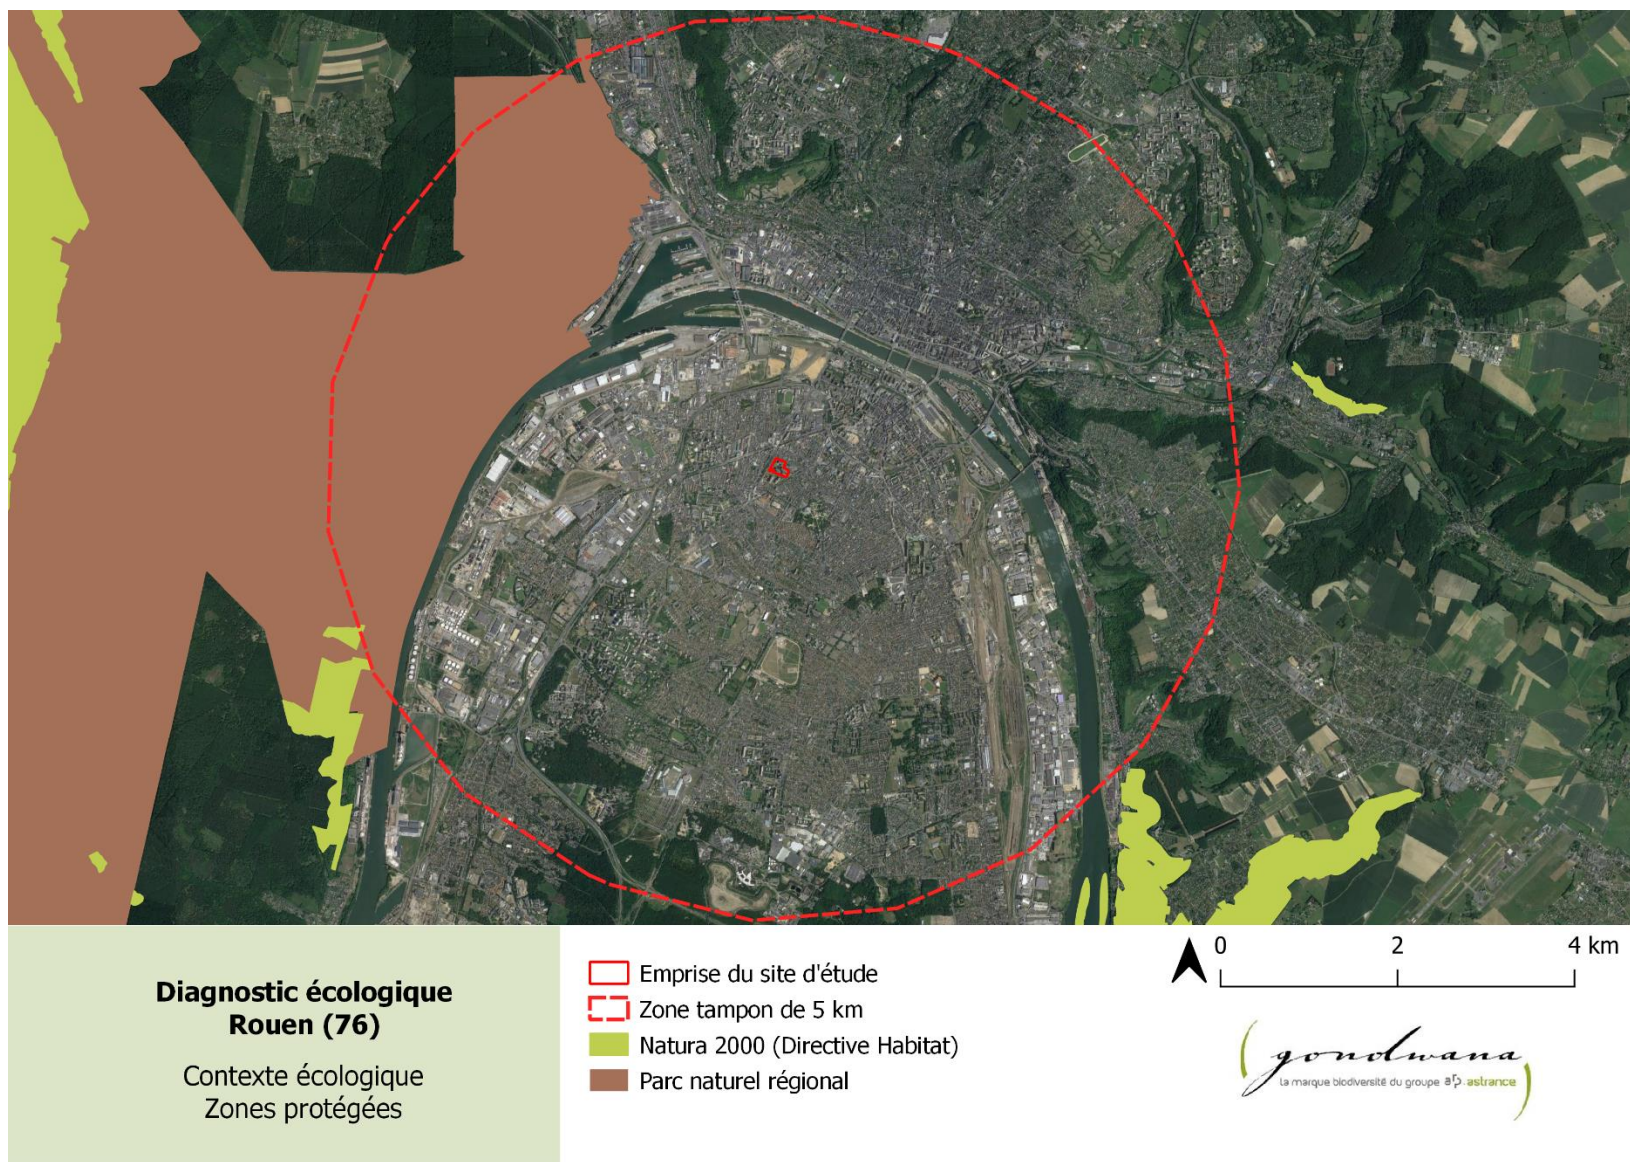 Diagnostic écologique
Rouen (76)
Contexte écologique
Zones protégées
Emprise du site d'étude
Zone tampon de 5 km
Natura 2000 (Directive Habitat)
Parc naturel régional
0 2 4 km
gondwana
la marque biodiversité du groupe arp. astrance